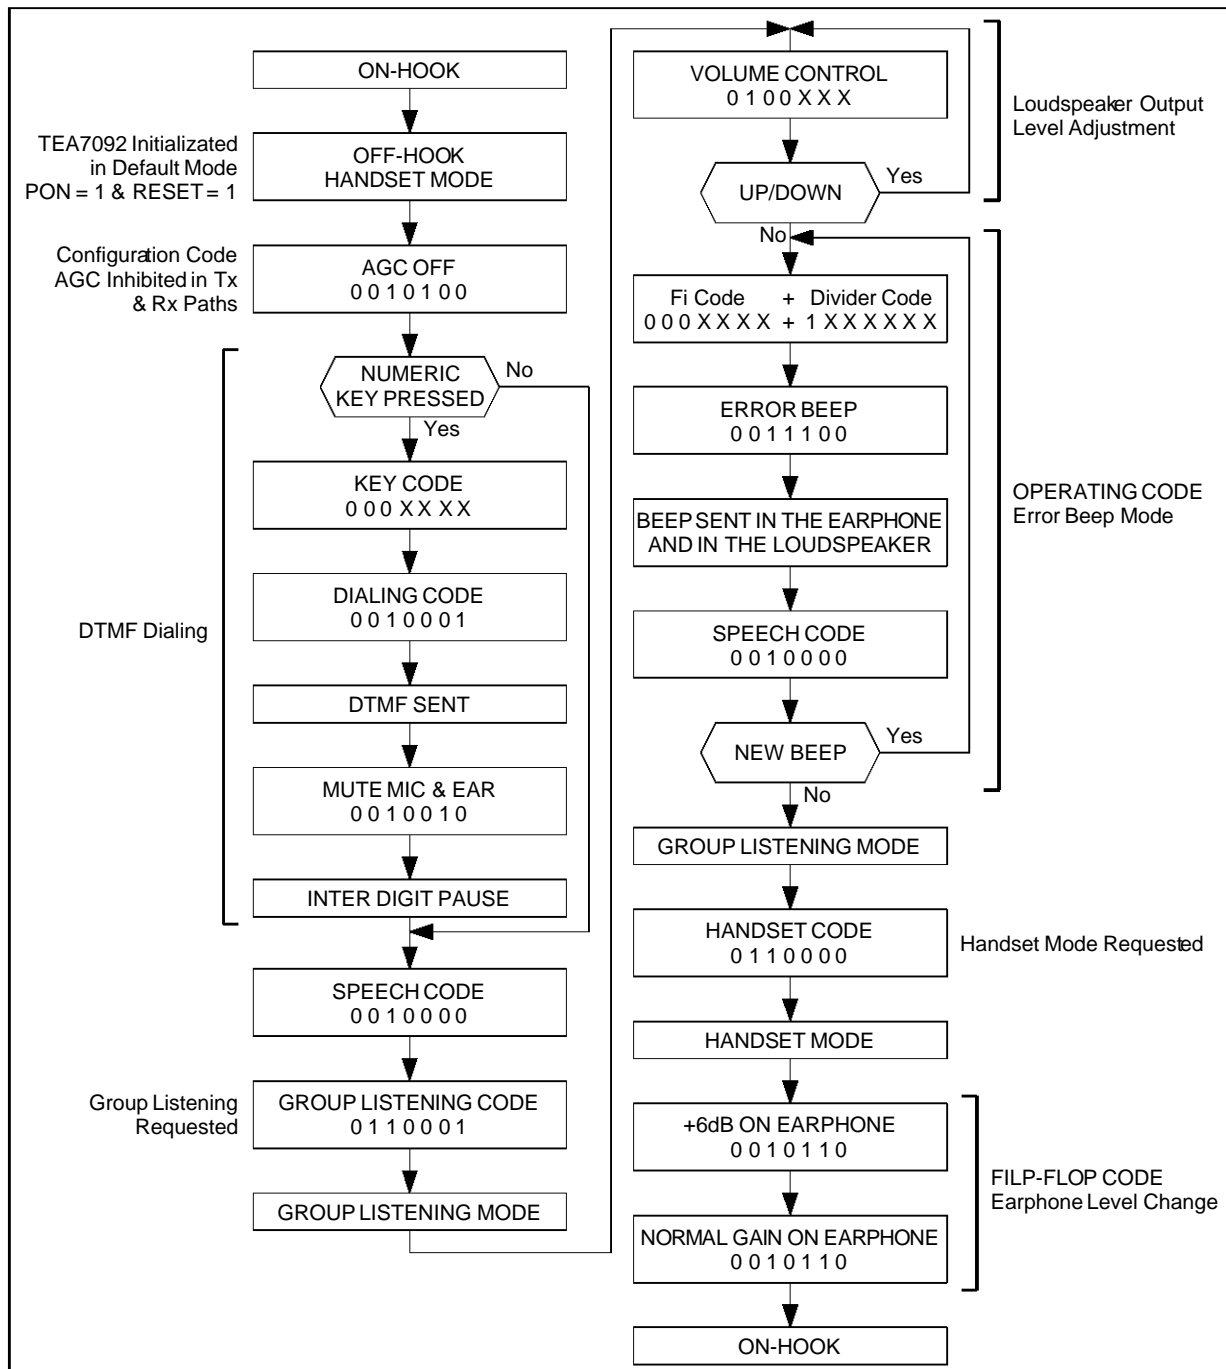 ON-HOOK
TEA7092 Initializated
in Default Mode
PON = 1 & RESET = 1
OFF-HOOK
HANDSET MODE
Configuration Code
AGC Inhibited in Tx
& Rx Paths
AGC OFF
0 0 1 0 1 0 0
NUMERIC
KEY PRESSED
No
Yes
KEY CODE
0 0 0 X X X X
DIALING CODE
0 0 1 0 0 0 1
DTMF Dialing
DTMF SENT
MUTE MIC & EAR
0 0 1 0 0 1 0
INTER DIGIT PAUSE
SPEECH CODE
0 0 1 0 0 0 0
Group Listening
Requested
GROUP LISTENING CODE
0 1 1 0 0 0 1
GROUP LISTENING MODE
VOLUME CONTROL
0 1 0 0 X X X
Loudspeaker Output
Level Adjustment
UP/DOWN
Yes
No
Fi Code + Divider Code
0 0 0 X X X X + 1 X X X X X X
ERROR BEEP
0 0 1 1 1 0 0
OPERATING CODE
Error Beep Mode
BEEP SENT IN THE EARPHONE
AND IN THE LOUDSPEAKER
SPEECH CODE
0 0 1 0 0 0 0
NEW BEEP
Yes
No
GROUP LISTENING MODE
HANDSET CODE
0 1 1 0 0 0 0
Handset Mode Requested
HANDSET MODE
+6dB ON EARPHONE
0 0 1 0 1 1 0
FILP-FLOP CODE
Earphone Level Change
NORMAL GAIN ON EARPHONE
0 0 1 0 1 1 0
ON-HOOK